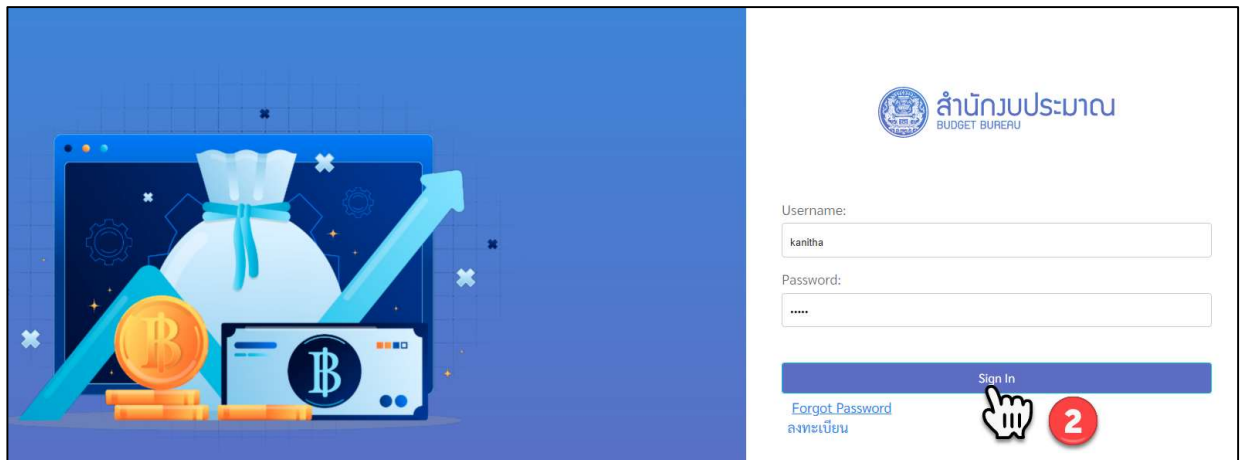 สำนักงบประมาณ
BUDGET BUREAU
Username:
kanitha
Password:
•••••
Sign In
Forgot Password
2
ลงทะเบียน